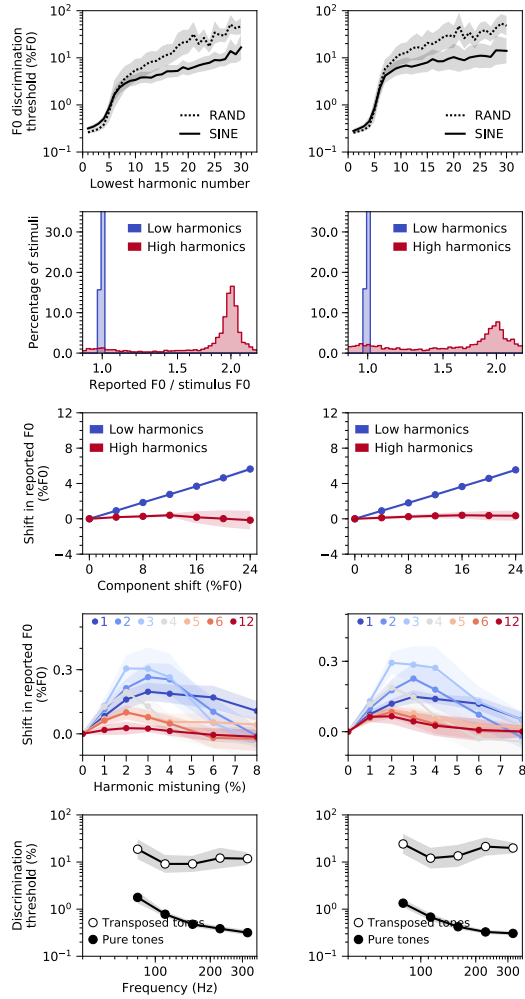 F0 discrimination
threshold (%F0)
10²
10¹
10⁰
10⁻¹
RAND
SINE
0 5 10 15 20 25 30 35
Lowest harmonic number
10²
10¹
10⁰
10⁻¹
RAND
SINE
0 5 10 15 20 25 30 35
Percentage of stimuli
30.0
20.0
10.0
0.0
Low harmonics
High harmonics
1.0 2.0
Reported F0 / stimulus F0
30.0
20.0
10.0
0.0
Low harmonics
High harmonics
1.0 2.0
Shift in reported F0
(%F0)
12
8
4
0
−4
Low harmonics
High harmonics
0 4 8 12 16 20 24
Component shift (%F0)
12
8
4
0
−4
Low harmonics
High harmonics
0 4 8 12 16 20 24
Shift in reported F0
(%F0)
0.3
0.0
1 2 3 4 5 6 12
0 1 2 3 4 5 6 7 8
Harmonic mistuning (%)
0.3
0.0
1 2 3 4 5 6 12
0 1 2 3 4 5 6 7 8
Discrimination
threshold (%)
10²
10¹
10⁰
10⁻¹
Transposed tones
Pure tones
100 200 300
Frequency (Hz)
10²
10¹
10⁰
10⁻¹
Transposed tones
Pure tones
100 200 300